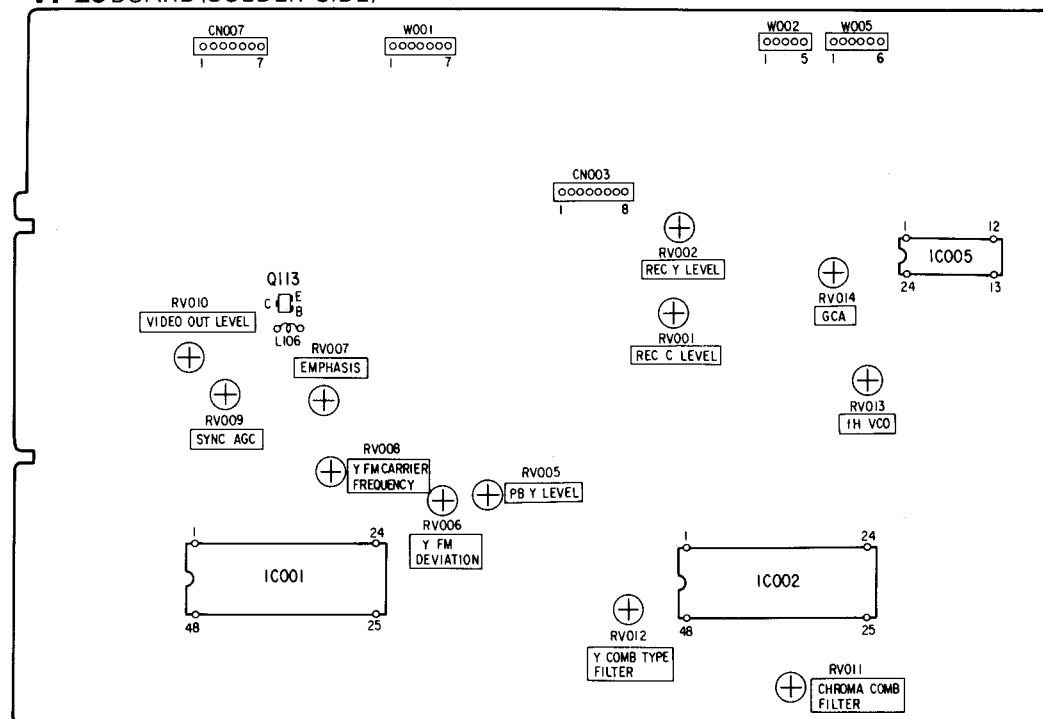 BOARD (SOLDER SIDE)
CN007
1 7
W001
1 7
W002
1 5
W005
1 6
CN003
1 8
RV002
REC Y LEVEL
1 12
IC005
24 13
RV014
GCA
Q113
C E
B
L106
RV010
VIDEO OUT LEVEL
RV001
REC C LEVEL
RV007
EMPHASIS
RV009
SYNC AGC
RV013
fH VCO
RV008
Y FM CARRIER
FREQUENCY
RV005
PB Y LEVEL
RV006
Y FM
DEVIATION
1 24
IC001
48 25
1 24
IC002
48 25
RV012
Y COMB TYPE
FILTER
RV011
CHROMA COMB
FILTER